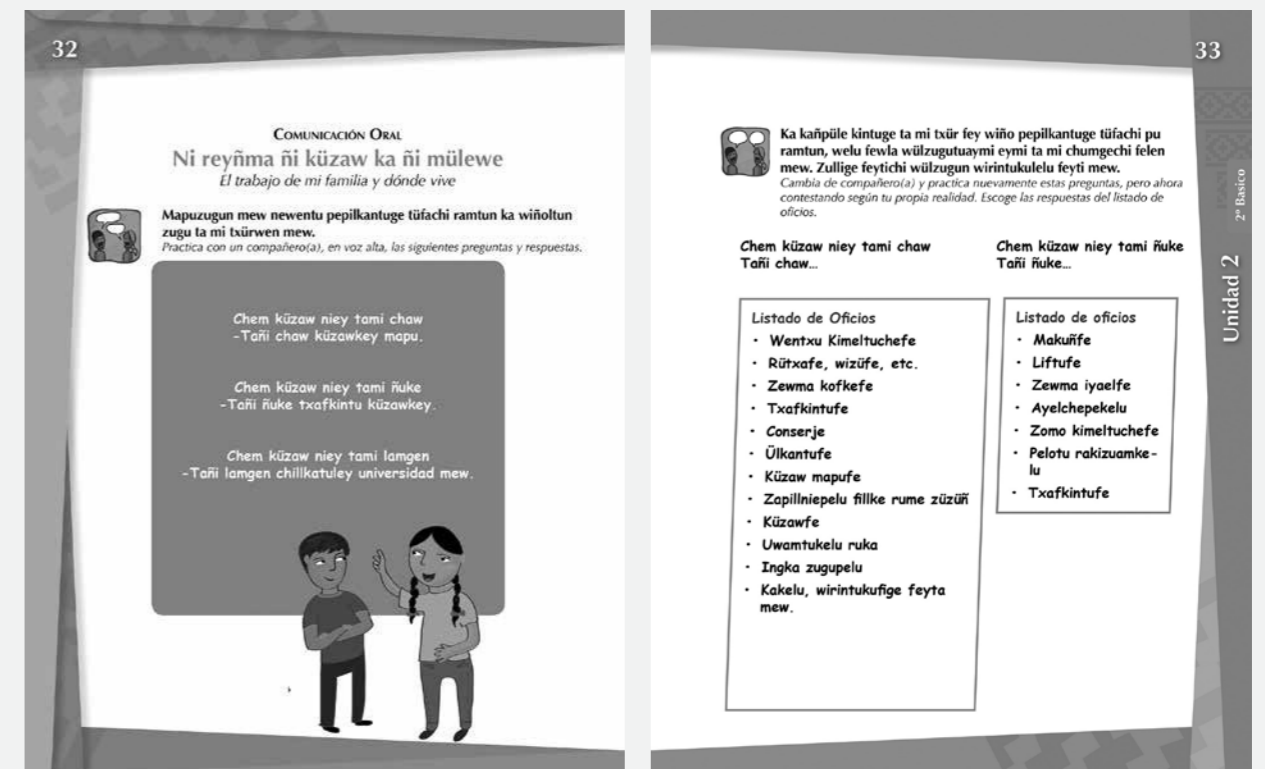 32
COMUNICACIÓN ORAL
Ni reyñma ñi küzaw ka ñi mülewe
El trabajo de mi familia y dónde vive
Mapuzugun mew newentu pepilkantuge tüfachi ramtun ka wiñoltun
zugu ta mi txürwen mew.
Practica con un compañero(a), en voz alta, las siguientes preguntas y respuestas.
Chem küzaw niey tami chaw
-Tañi chaw küzawkey mapu.
Chem küzaw niey tami ñuke
-Tañi ñuke txafkintu küzawkey.
Chem küzaw niey tami lamgen
-Tañi lamgen chillkatuley universidad mew.
33
Ka kañpüle kintuge ta mi txür fey wiño pepilkantuge tüfachi pu
ramtun, welu fewla wülzugutuaymi eymi ta mi chumgechi felen
mew. Zullige feytichi wülzugun wirintukulelu feyti mew.
Cambia de compañero(a) y practica nuevamente estas preguntas, pero ahora
contestando según tu propia realidad. Escoge las respuestas del listado de
oficios.
Chem küzaw niey tami chaw
Tañi chaw...
Listado de Oficios
• Wentxu Kimeltuchefe
• Rütxafe, wizüfe, etc.
• Zewma kofkefe
• Txafkintufe
• Conserje
• Ülkantufe
• Küzaw mapufe
• Zapillniepelu fillke rume züzüñ
• Küzawfe
• Uwamtukelu ruka
• Ingka zugupelu
• Kakelu, wirintukufige feyta
mew.
Chem küzaw niey tami ñuke
Tañi ñuke...
Listado de oficios
• Makuñfe
• Liftufe
• Zewma iyaelfe
• Ayelchepekelu
• Zomo kimeltuchefe
• Pelotu rakizuamke-
lu
• Txafkintufe
2º Basico
Unidad 2